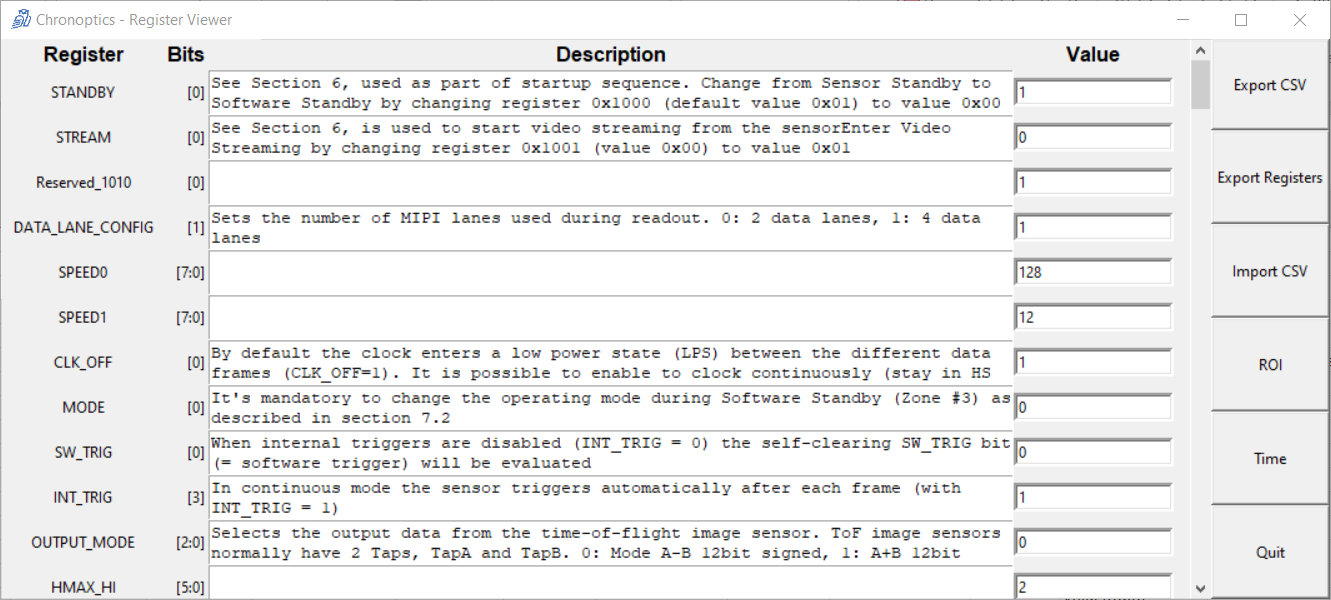 Chronoptics - Register Viewer
Register Bits Description Value
STANDBY [0] See Section 6, used as part of startup sequence. Change from Sensor Standby to
Software Standby by changing register 0x1000 (default value 0x01) to value 0x00
1
Export CSV
STREAM [0] See Section 6, is used to start video streaming from the sensorEnter Video
Streaming by changing register 0x1001 (value 0x00) to value 0x01
0
Reserved_1010 [0] 1
Export Registers
DATA_LANE_CONFIG [1] Sets the number of MIPI lanes used during readout. 0: 2 data lanes, 1: 4 data
lanes
1
SPEED0 [7:0] 128
Import CSV
SPEED1 [7:0] 12
CLK_OFF [0] By default the clock enters a low power state (LPS) between the different data
frames (CLK_OFF=1). It is possible to enable to clock continuously (stay in HS
1
ROI
MODE [0] It's mandatory to change the operating mode during Software Standby (Zone #3) as
described in section 7.2
0
SW_TRIG [0] When internal triggers are disabled (INT_TRIG = 0) the self-clearing SW_TRIG bit
(= software trigger) will be evaluated
0
Time
INT_TRIG [3] In continuous mode the sensor triggers automatically after each frame (with
INT_TRIG = 1)
1
OUTPUT_MODE [2:0] Selects the output data from the time-of-flight image sensor. ToF image sensors
normally have 2 Taps, TapA and TapB. 0: Mode A-B 12bit signed, 1: A+B 12bit
0
Quit
HMAX_HI [5:0] 2